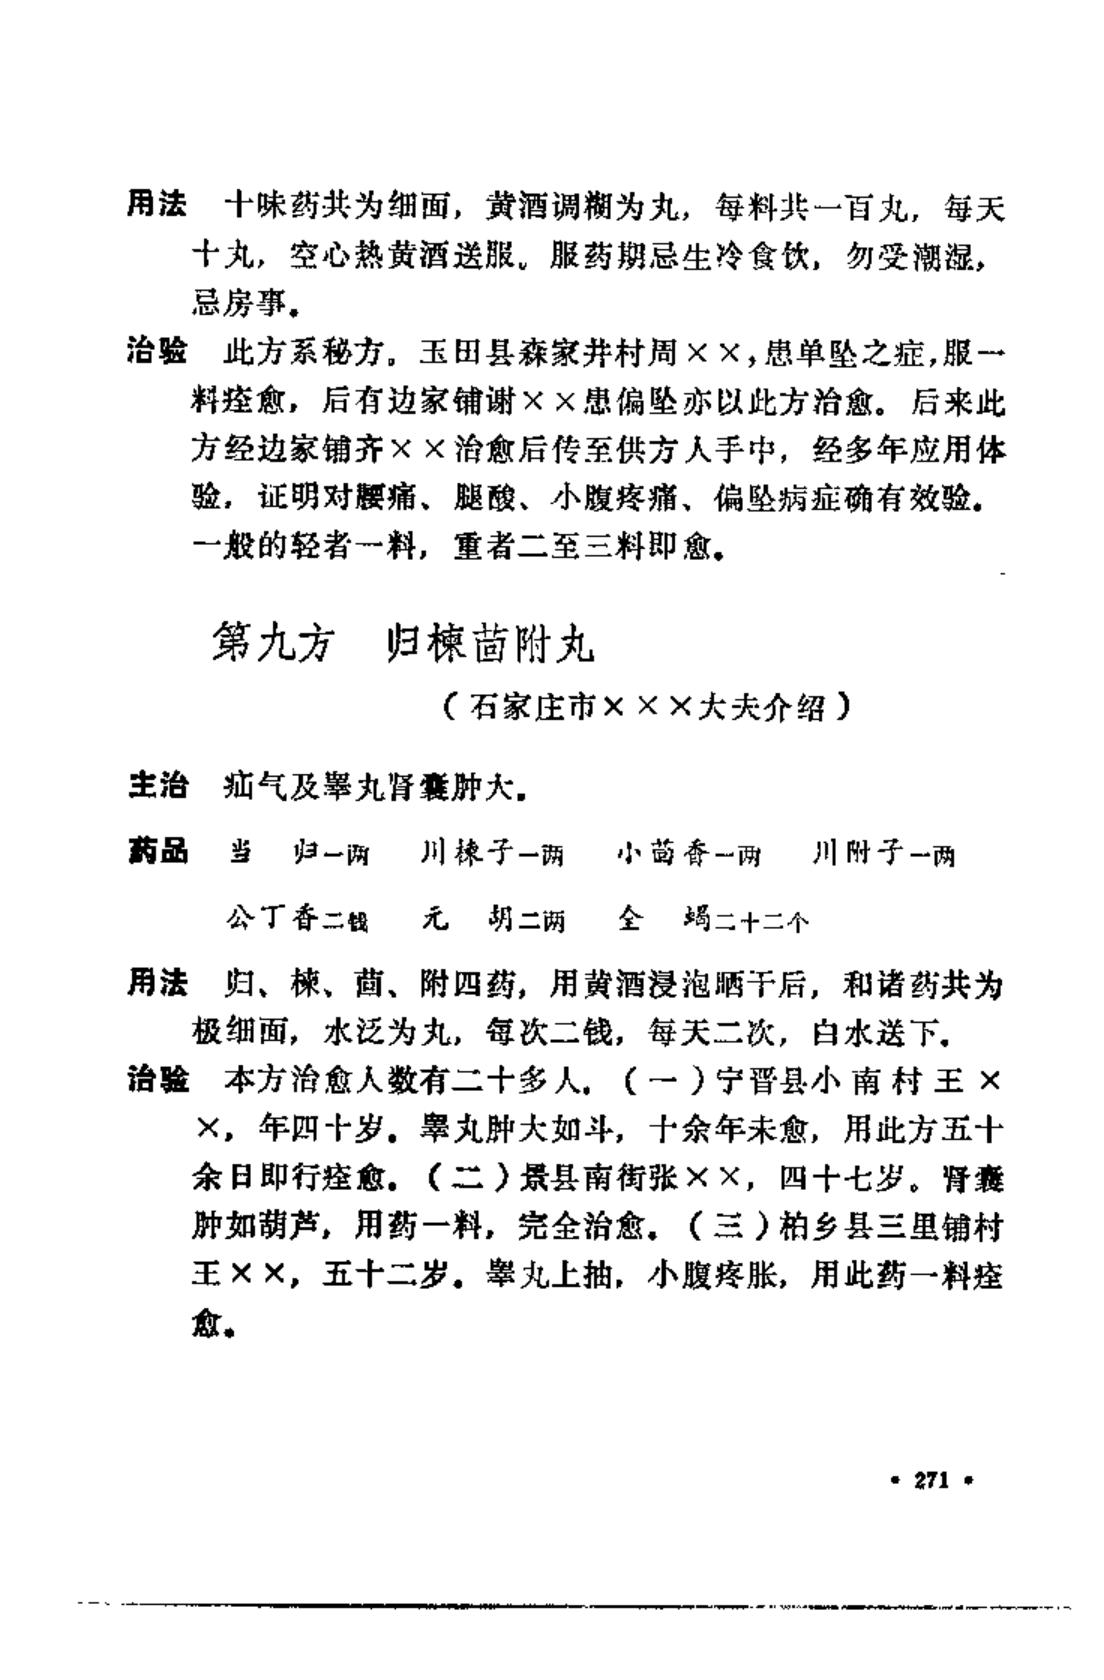 用法　十味药共为细面，黄酒调糊为丸，每料共一百丸，每天
十丸，空心热黄酒送服。服药期忌生冷食饮，勿受潮湿，
忌房事。
治验　此方系秘方。玉田县森家井村周××，患单坠之症，服一
料痊愈，后有边家铺谢××患偏坠亦以此方治愈。后来此
方经边家铺齐××治愈后传至供方人手中，经多年应用体
验，证明对腰痛、腿酸、小腹疼痛、偏坠病症确有效验。
一般的轻者一料，重者二至三料即愈。
第九方　归楝茴附丸
（石家庄市×××大夫介绍）
主治　疝气及睾丸肾囊肿大。
药品　当　归一两　川楝子一两　小茴香一两　川附子一两
公丁香二钱　元　胡二两　全　蝎二十二个
用法　归、楝、茴、附四药，用黄酒浸泡晒干后，和诸药共为
极细面，水泛为丸，每次二钱，每天二次，白水送下。
治验　本方治愈人数有二十多人。（一）宁晋县小南村王×
×，年四十岁。睾丸肿大如斗，十余年未愈，用此方五十
余日即行痊愈。（二）景县南街张××，四十七岁。肾囊
肿如葫芦，用药一料，完全治愈。（三）柏乡县三里铺村
王××，五十二岁。睾丸上抽，小腹疼胀，用此药一料痊
愈。
• 271 •